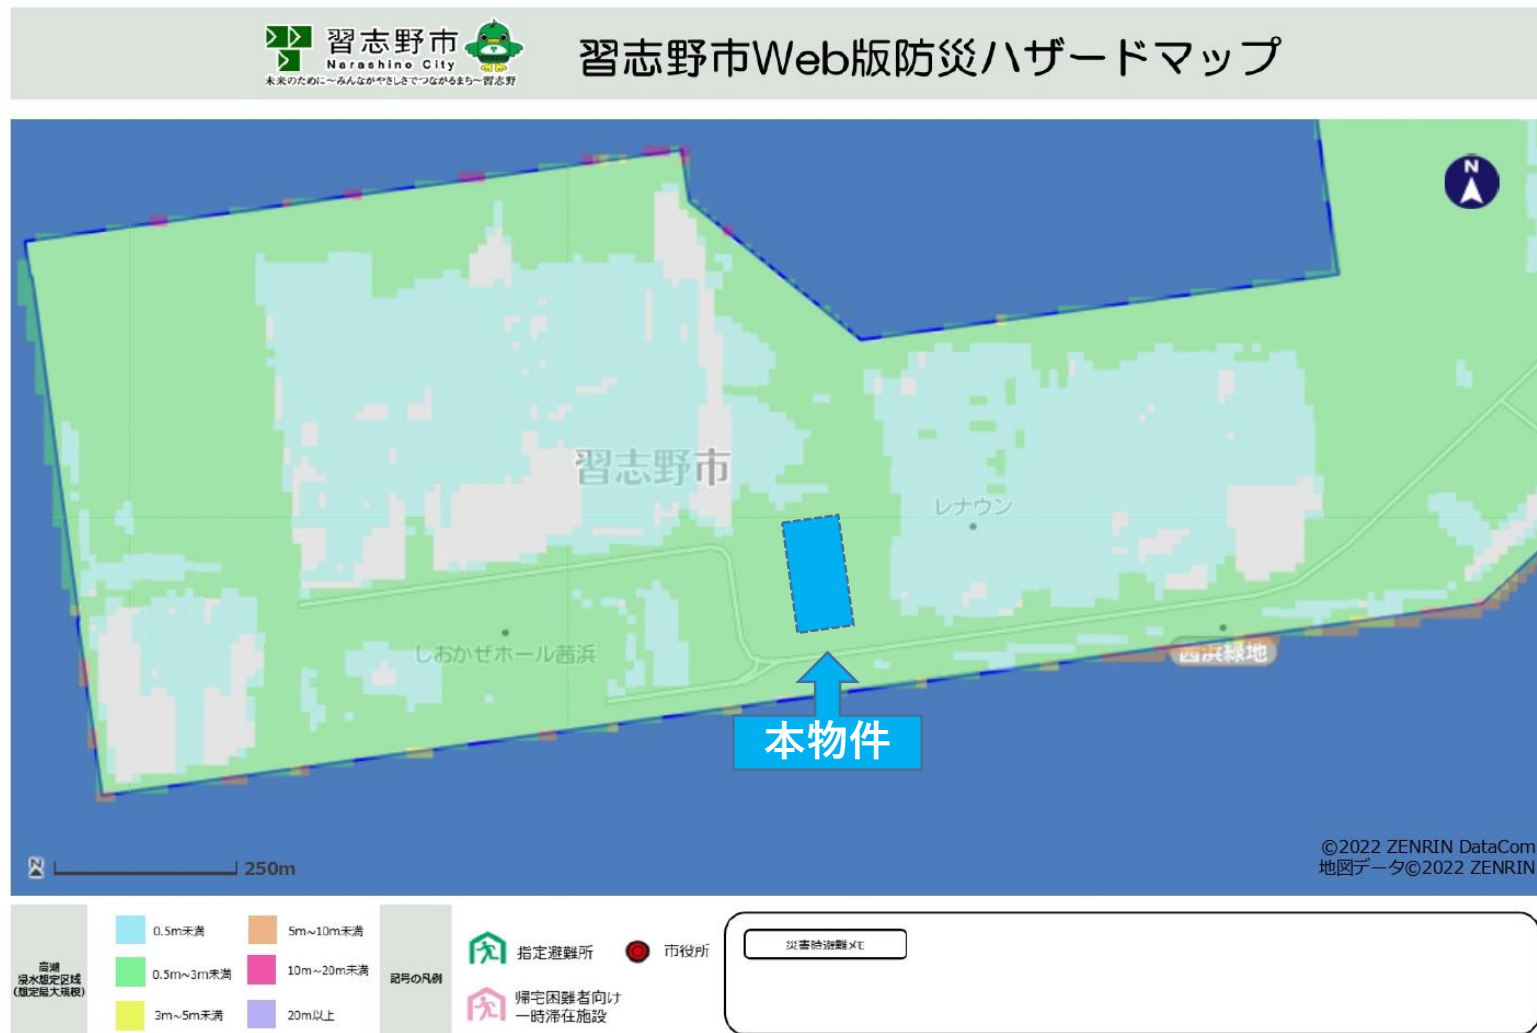 習志野市
Narashino City
未来のために～みんながやさしさでつながるまち～習志野
習志野市Web版防災ハザードマップ
N
習志野市
レナウン
しおかぜホール茜浜
茜浜緑地
本物件
N
250m
©2022 ZENRIN DataCom
地図データ©2022 ZENRIN
高潮
浸水想定区域
(想定最大規模)
0.5m未満
0.5m~3m未満
3m~5m未満
5m~10m未満
10m~20m未満
20m以上
記号の凡例
指定避難所
市役所
帰宅困難者向け
一時滞在施設
災害時避難メモ